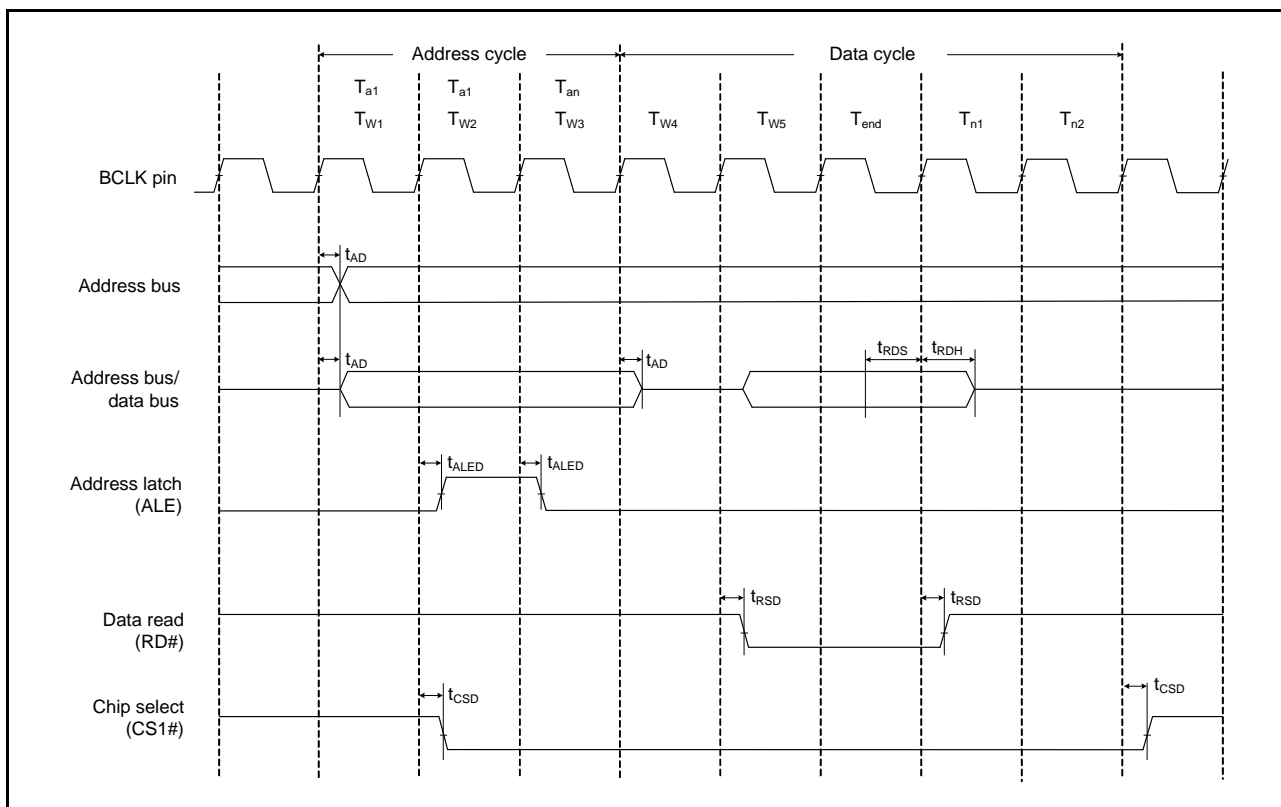 Address cycle Data cycle
Ta1 Ta1 Tan
TW1 TW2 TW3 TW4 TW5 Tend Tn1 Tn2
BCLK pin
tAD
Address bus
tAD tAD tRDS tRDH
Address bus/
data bus
tALED tALED
Address latch
(ALE)
tRSD tRSD
Data read
(RD#)
tCSD tCSD
Chip select
(CS1#)